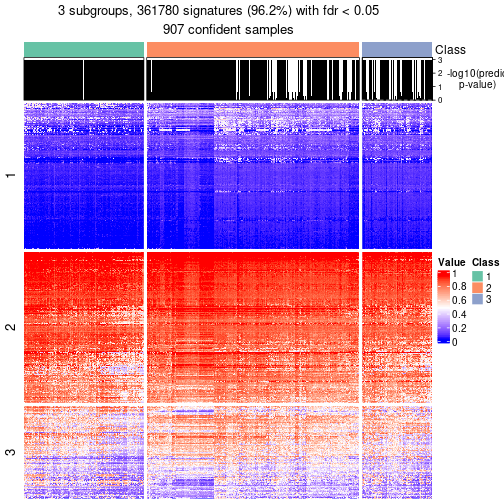 3 subgroups, 361780 signatures (96.2%) with fdr < 0.05
907 confident samples
Class
3
2
1
0
-log10(predi
p-value)
1
2
3
Value
1
0.8
0.6
0.4
0.2
0
Class
1
2
3